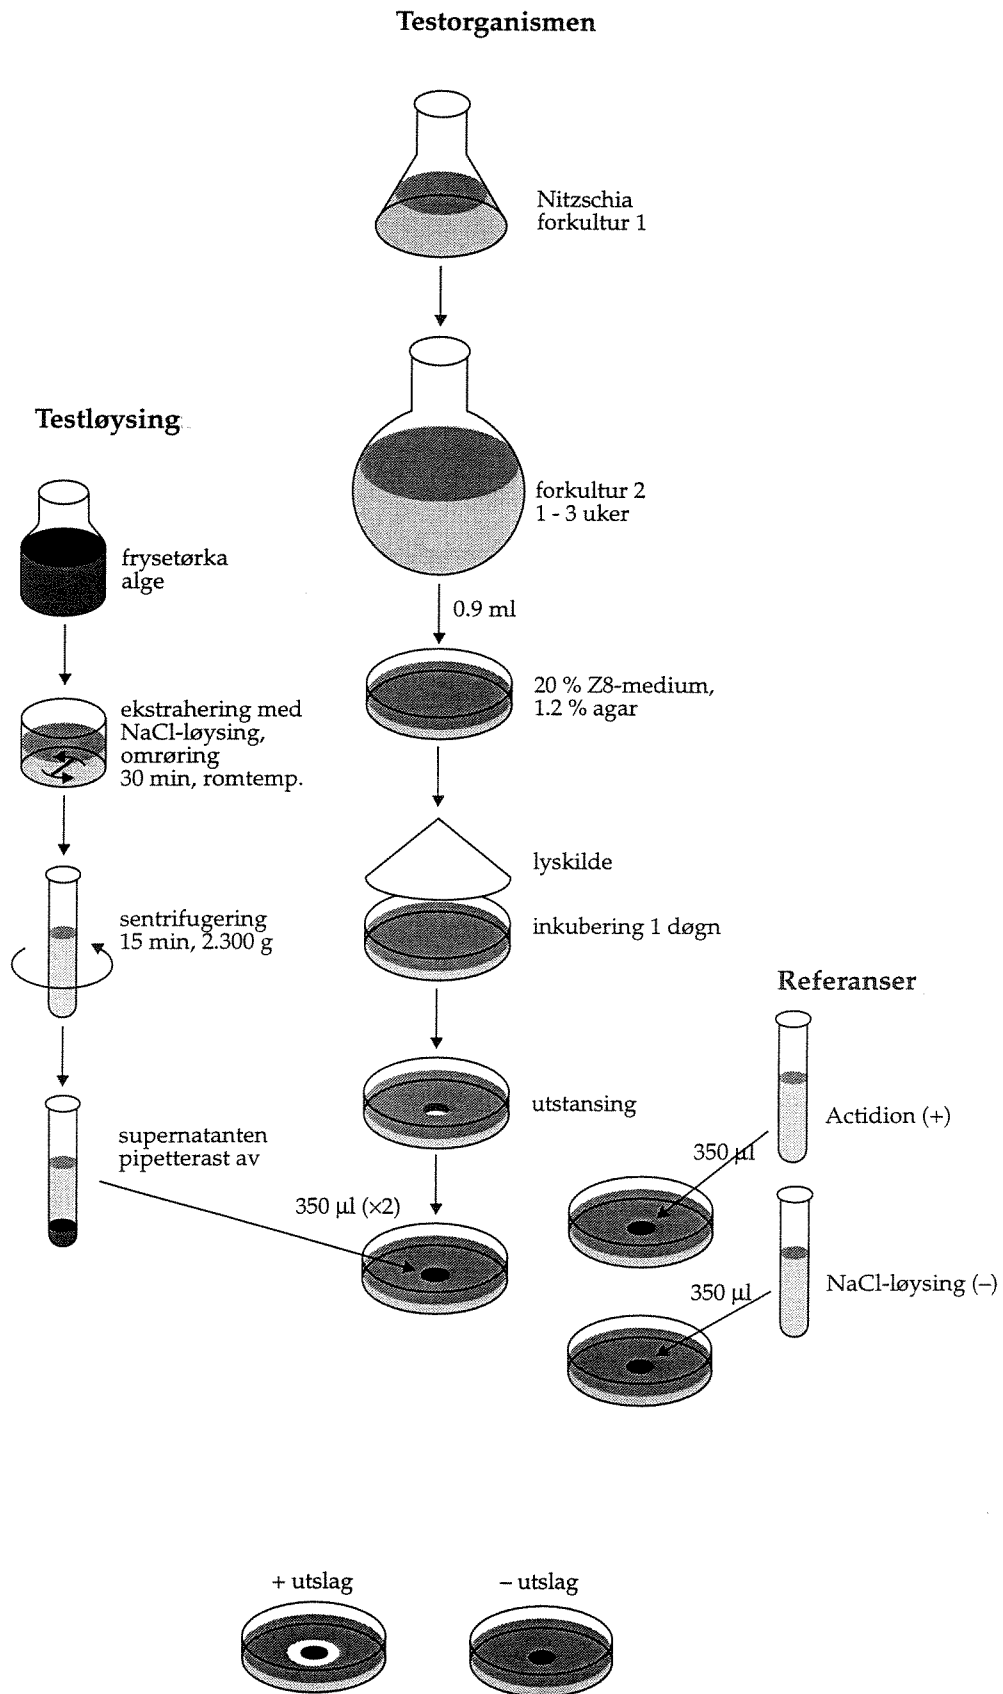 Testorganismen
Nitzschia
forkultur 1
Testløysing
forkultur 2
1 - 3 uker
frysetørka
alge
0.9 ml
20 % Z8-medium,
1.2 % agar
ekstrahering med
NaCl-løysing,
omrøring
30 min, romtemp.
lyskilde
sentrifugering
15 min, 2.300 g
inkubering 1 døgn
Referanser
utstansing
Actidion (+)
supernatanten
pipetterast av
350 µl
350 µl (×2)
NaCl-løysing (–)
350 µl
+ utslag
– utslag